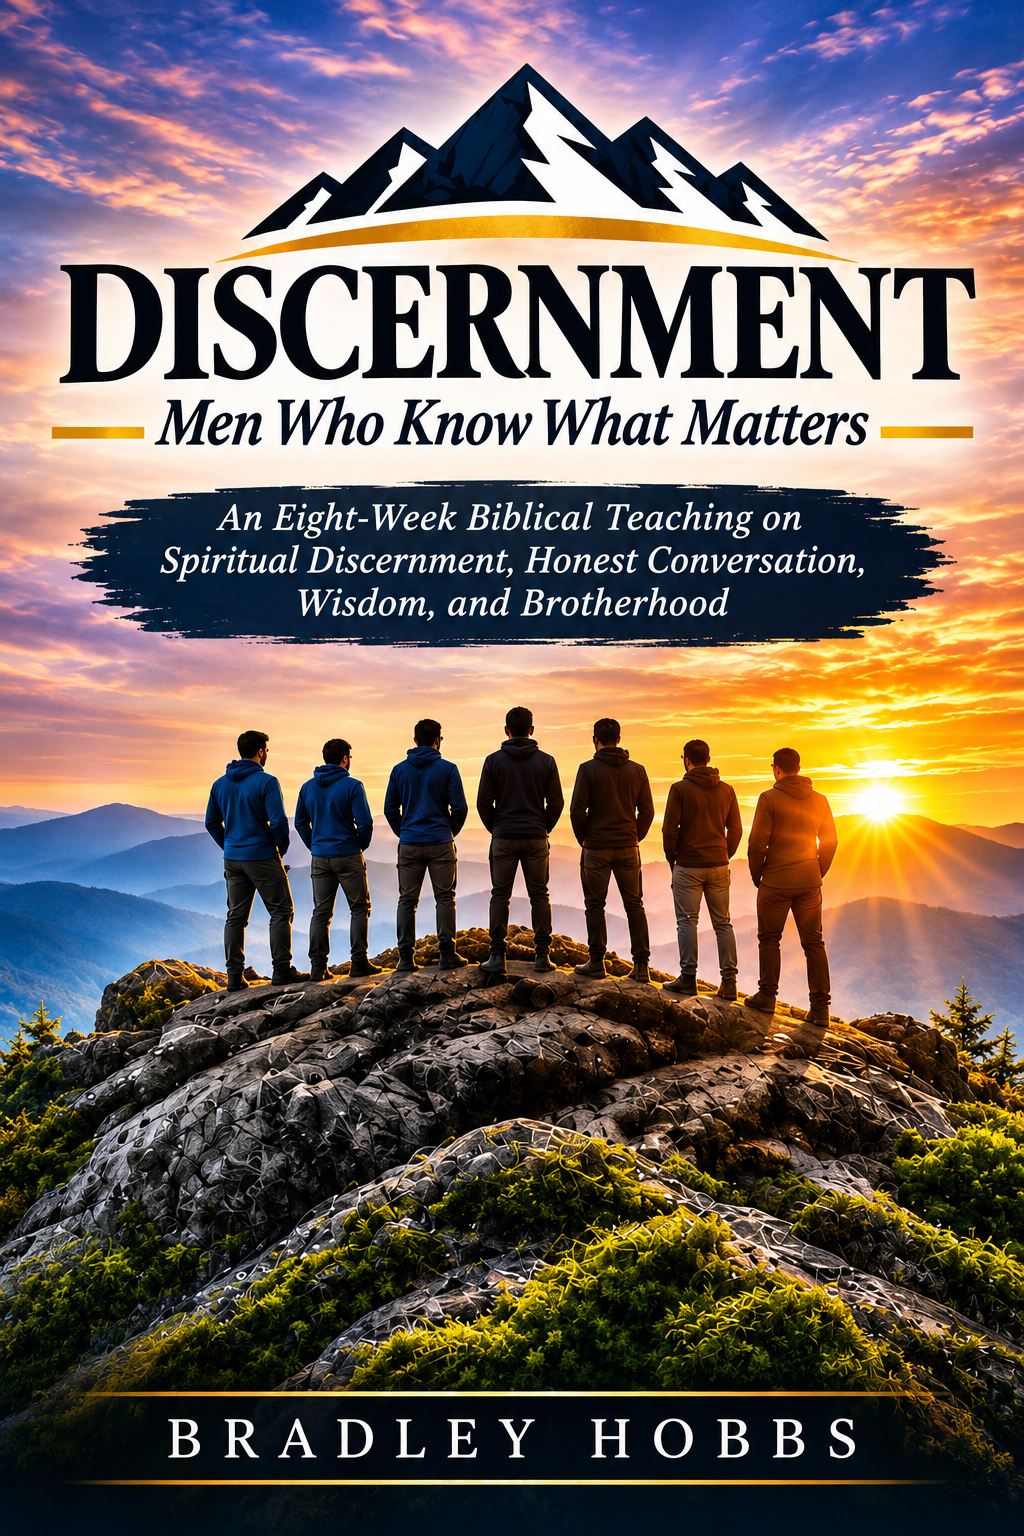 DISCERNMENT
Men Who Know What Matters
An Eight-Week Biblical Teaching on
Spiritual Discernment, Honest Conversation,
Wisdom, and Brotherhood
BRADLEY HOBBS